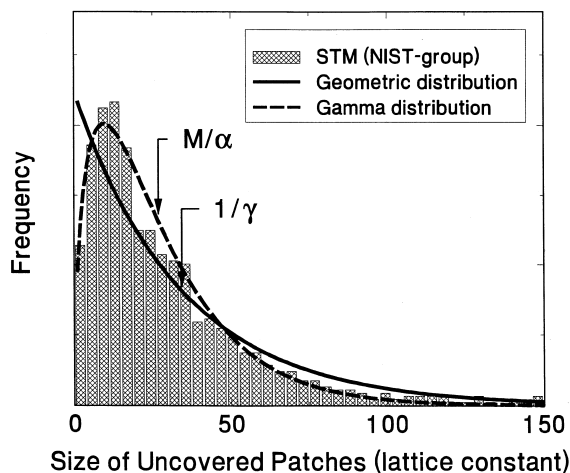 STM (NIST-group)
Geometric distribution
Gamma distribution
M/α
1/γ
Frequency
0
50
100
150
Size of Uncovered Patches (lattice constant)